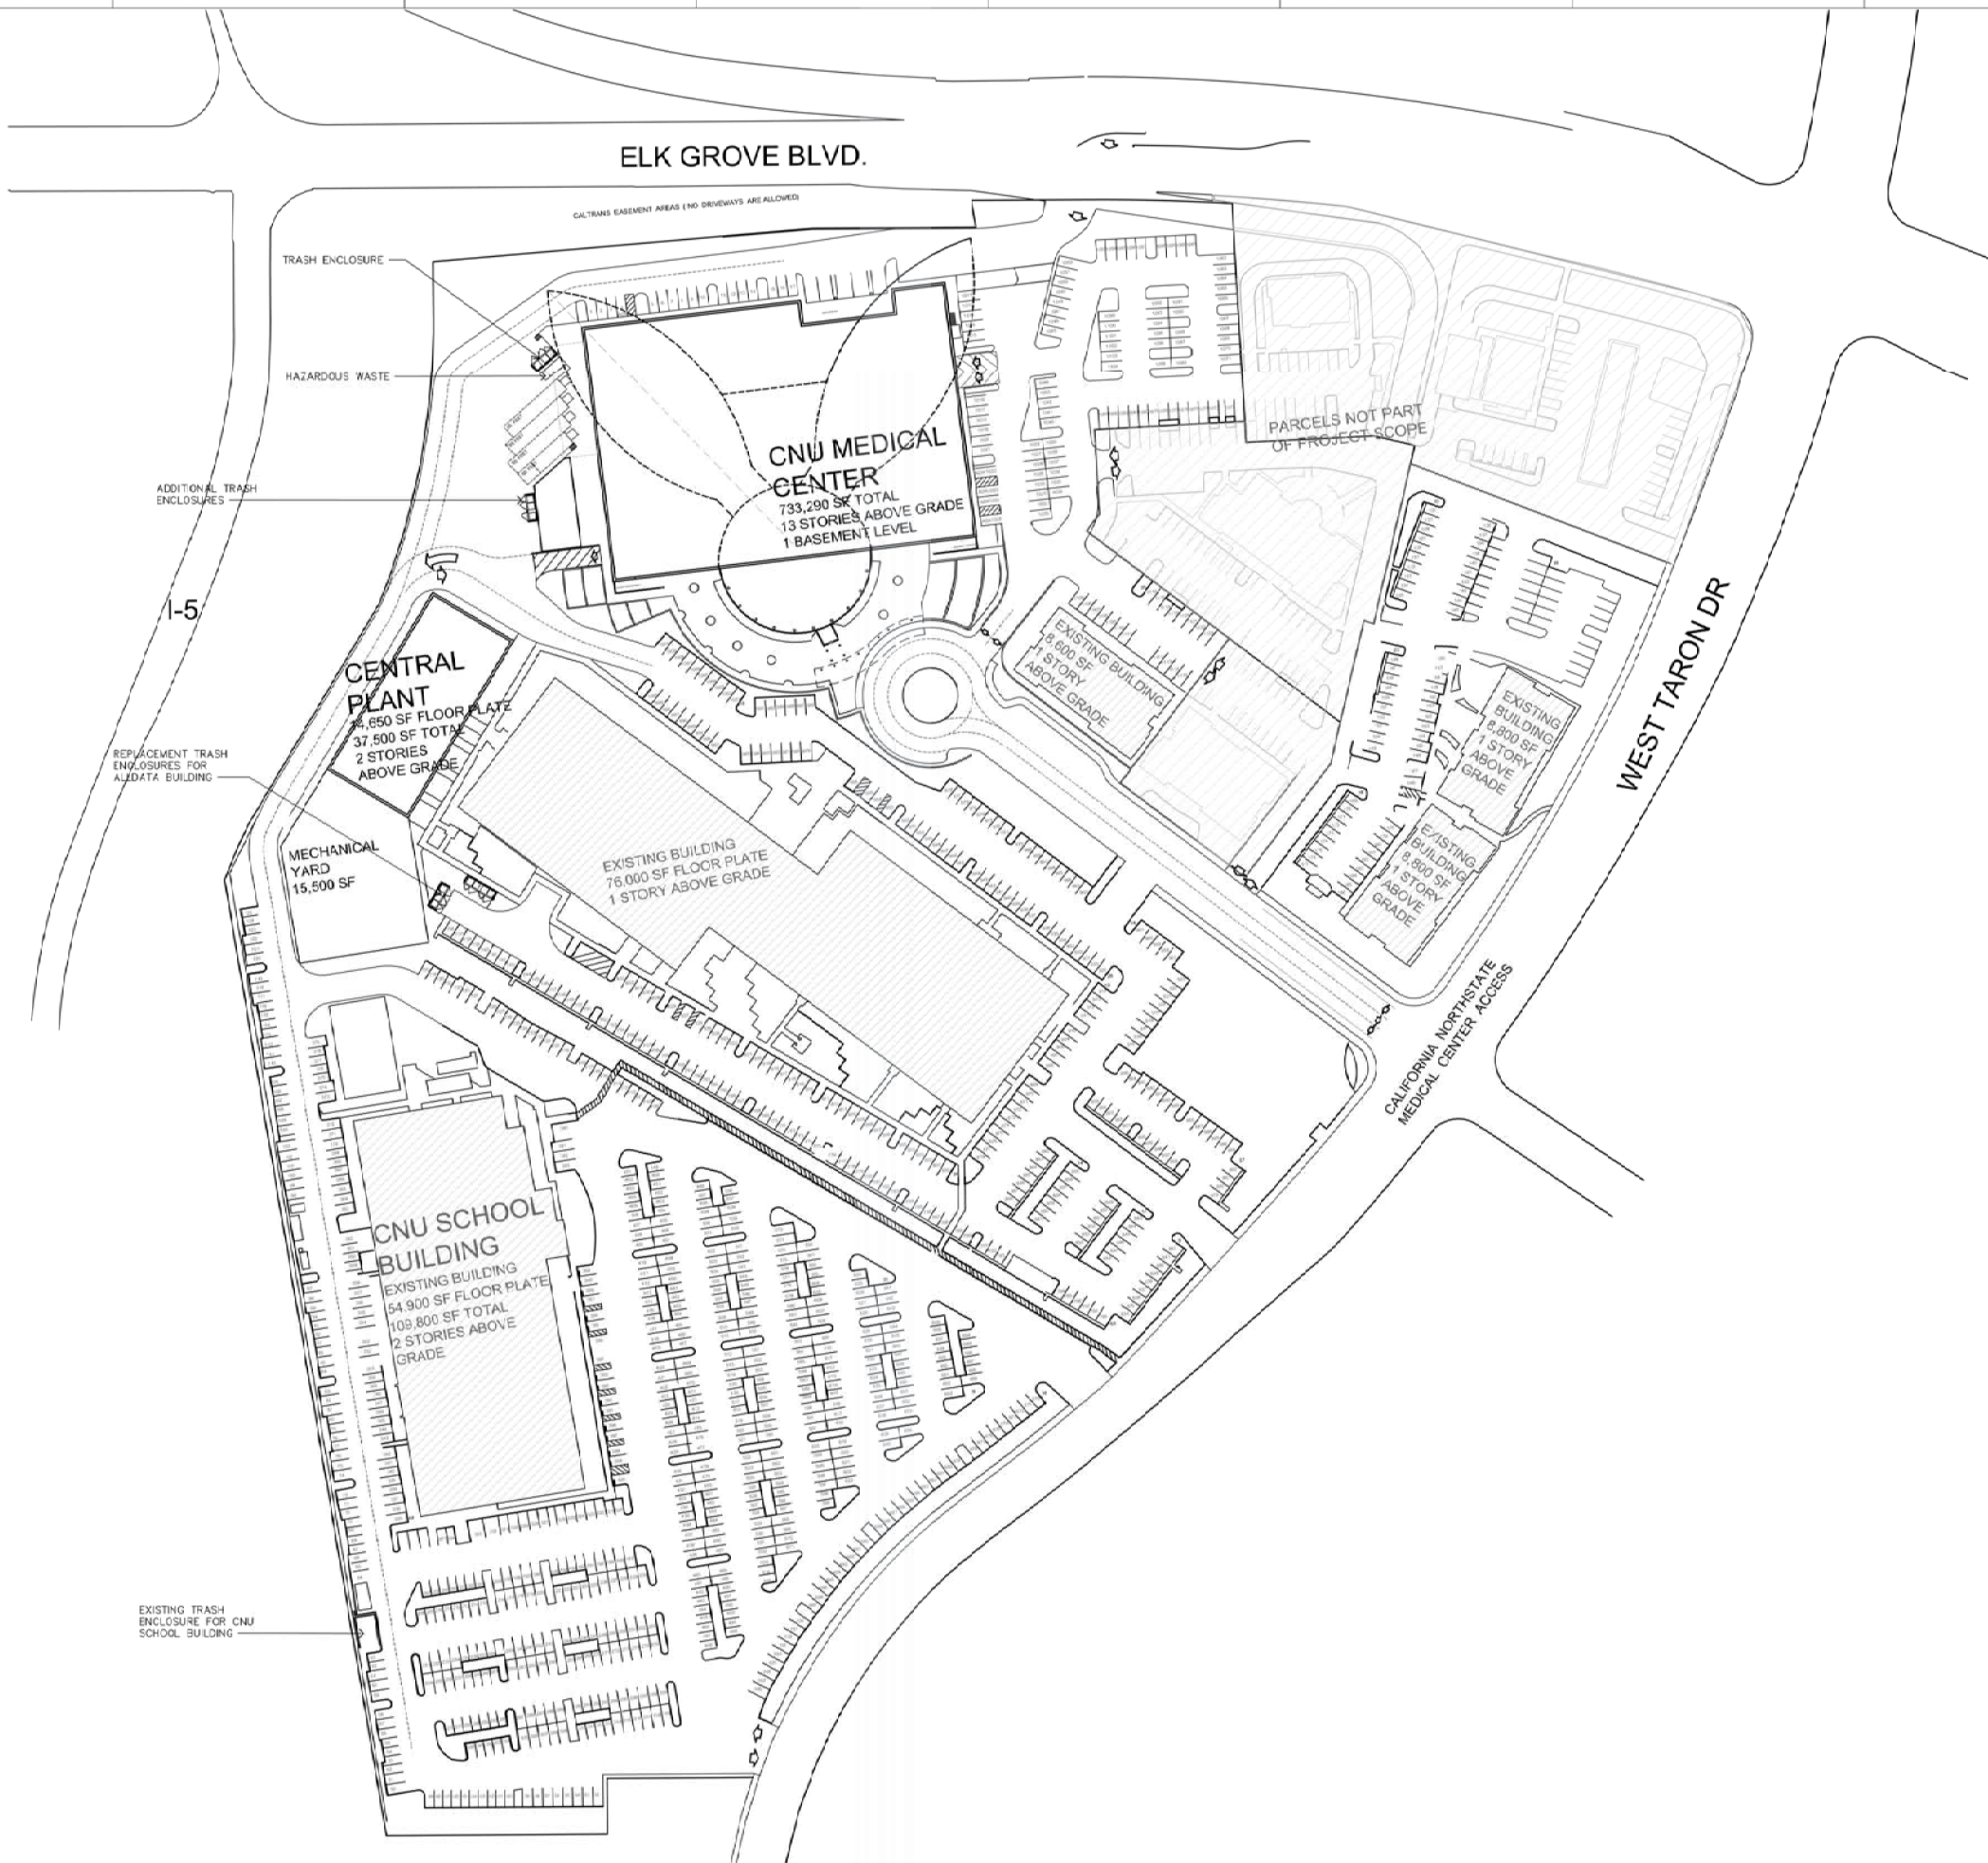 ELK GROVE BLVD.
CALTRANS EASEMENT AREAS ( NO DRIVEWAYS ARE ALLOWED)
TRASH ENCLOSURE
HAZARDOUS WASTE
ADDITIONAL TRASH
ENCLOSURES
I-5
CNU MEDICAL
CENTER
733,290 SF TOTAL
13 STORIES ABOVE GRADE
1 BASEMENT LEVEL
PARCELS NOT PART
OF PROJECT SCOPE
CENTRAL
PLANT
14,650 SF FLOOR PLATE
37,500 SF TOTAL
2 STORIES
ABOVE GRADE
REPLACEMENT TRASH
ENCLOSURES FOR
ALLDATA BUILDING
MECHANICAL
YARD
15,500 SF
EXISTING BUILDING
8,600 SF
1 STORY
ABOVE GRADE
EXISTING
BUILDING
8,800 SF
1 STORY
ABOVE
GRADE
EXISTING
BUILDING
8,800 SF
1 STORY
ABOVE
GRADE
WEST TARON DR
EXISTING BUILDING
76,000 SF FLOOR PLATE
1 STORY ABOVE GRADE
CALIFORNIA NORTHSTATE
MEDICAL CENTER ACCESS
CNU SCHOOL
BUILDING
EXISTING BUILDING
54,900 SF FLOOR PLATE
109,800 SF TOTAL
2 STORIES ABOVE
GRADE
EXISTING TRASH
ENCLOSURE FOR CNU
SCHOOL BUILDING